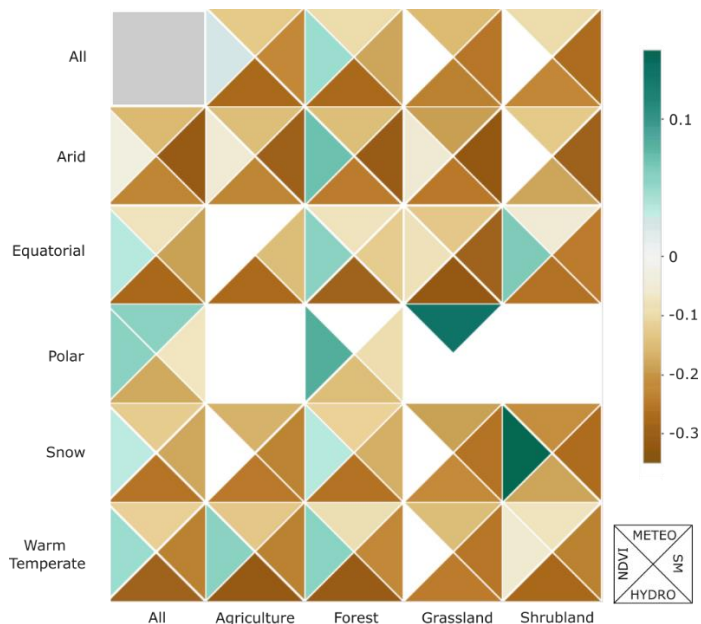 All
Arid
Equatorial
Polar
Snow
Warm
Temperate
All
Agriculture
Forest
Grassland
Shrubland
0.1
0
-0.1
-0.2
-0.3
METEO
NDVI
SM
HYDRO